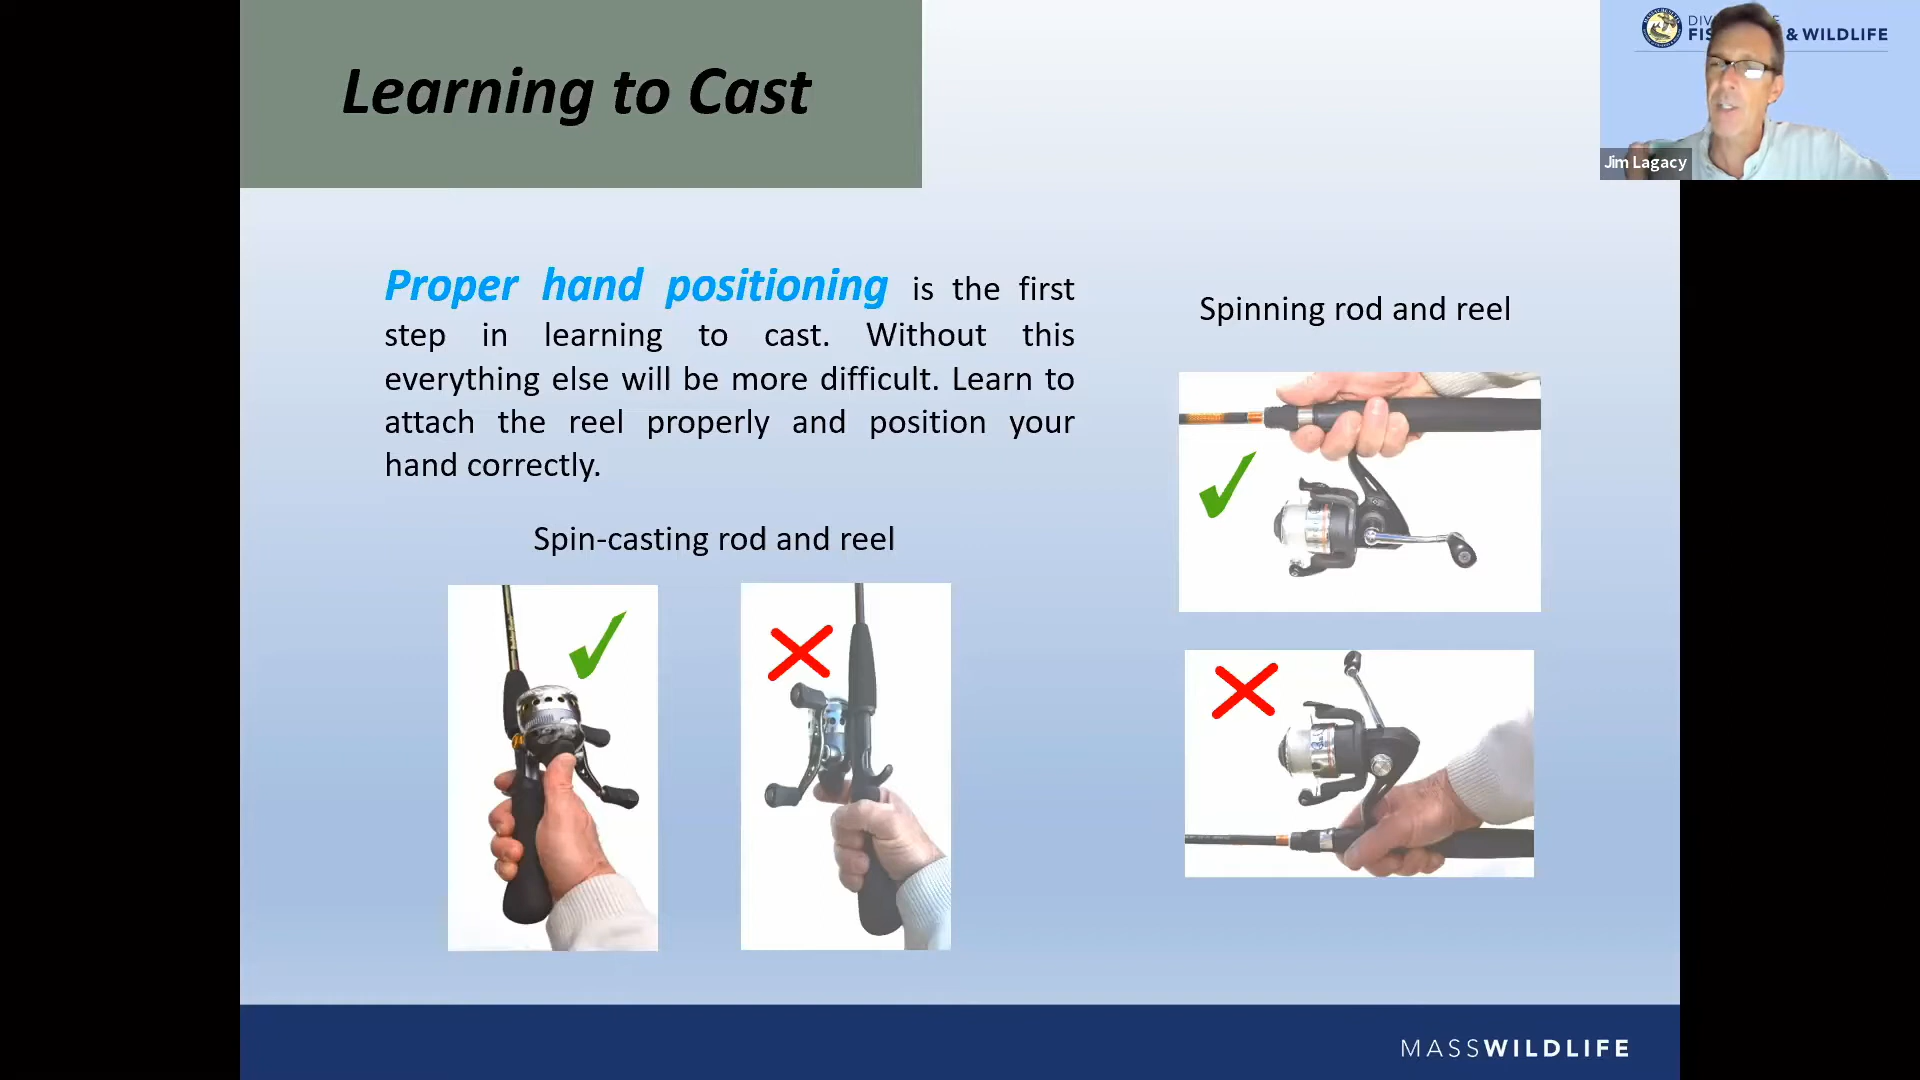 Learning to Cast
& WILDLIFE
Jim Lagacy
Proper hand positioning is the first
step in learning to cast. Without this
everything else will be more difficult. Learn to
attach the reel properly and position your
hand correctly.
Spinning rod and reel
Spin-casting rod and reel
MASSWILDLIFE